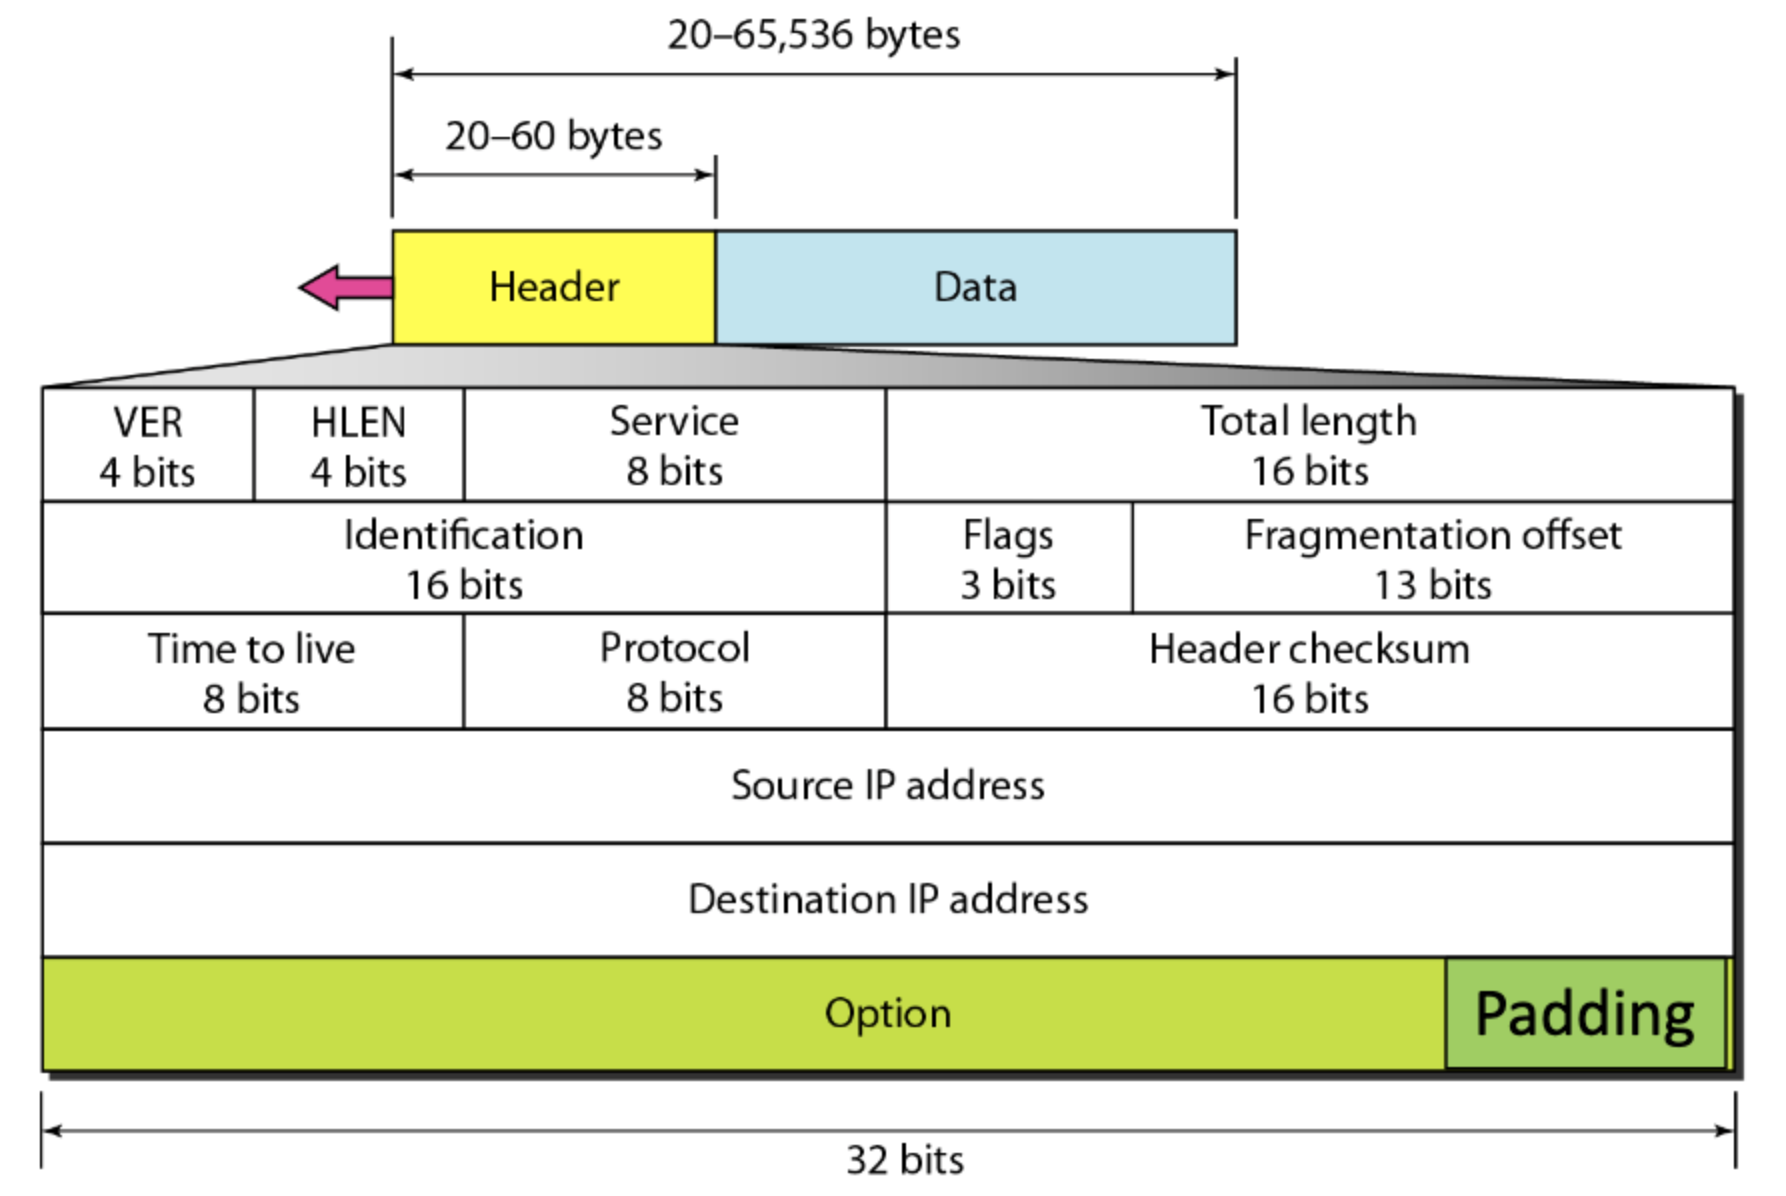 20–65,536 bytes
20–60 bytes
Header
Data
VER
4 bits
HLEN
4 bits
Service
8 bits
Total length
16 bits
Identification
16 bits
Flags
3 bits
Fragmentation offset
13 bits
Time to live
8 bits
Protocol
8 bits
Header checksum
16 bits
Source IP address
Destination IP address
Option
Padding
32 bits